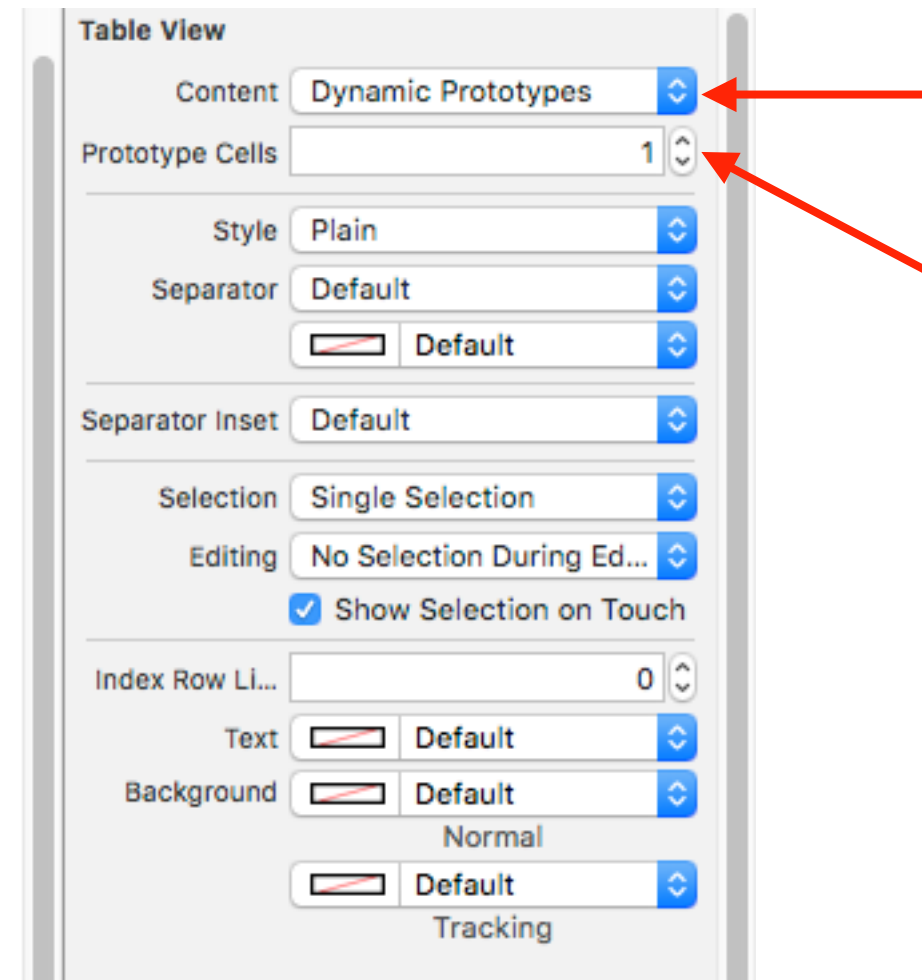 Table View
Content Dynamic Prototypes
Prototype Cells 1
Style Plain
Separator Default
Default
Separator Inset Default
Selection Single Selection
Editing No Selection During Ed...
Show Selection on Touch
Index Row Li... 0
Text Default
Background Default
Normal
Default
Tracking